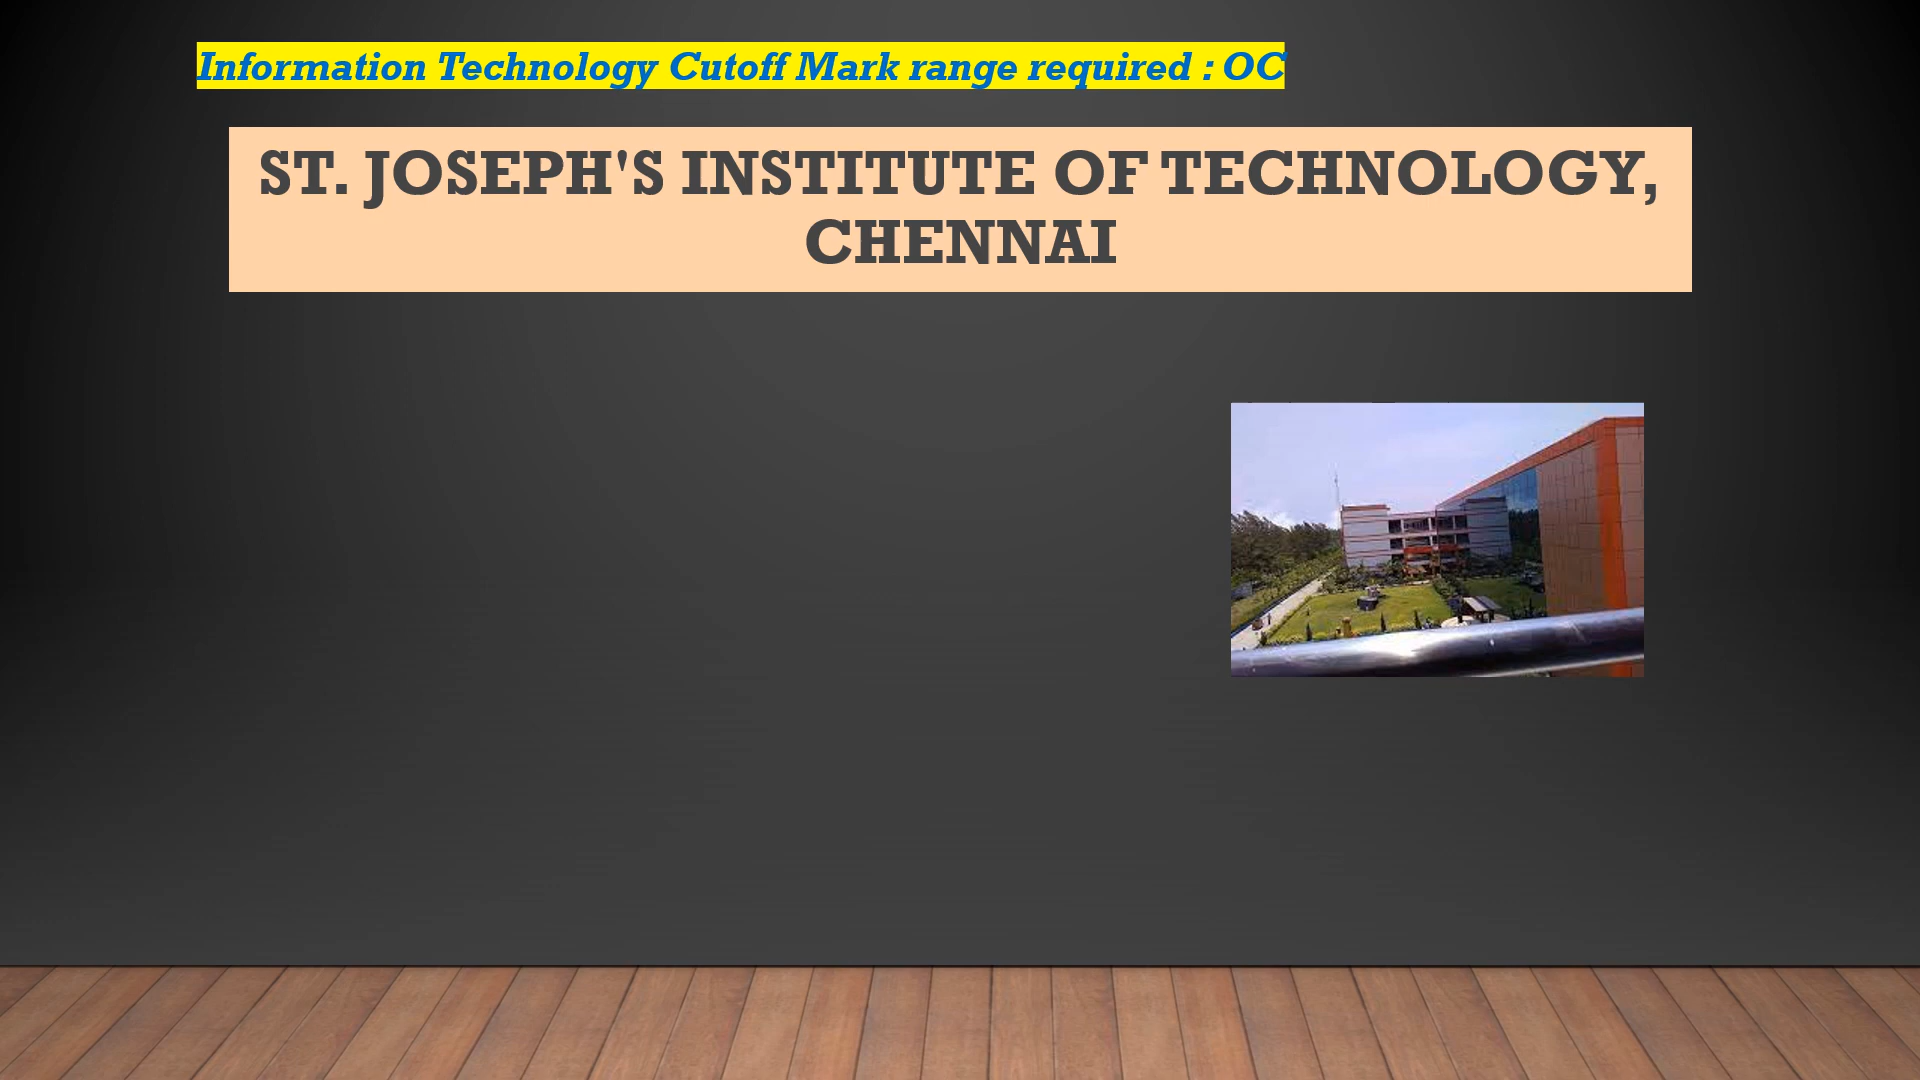 Information Technology Cutoff Mark range required : OC
ST. JOSEPH'S INSTITUTE OF TECHNOLOGY,
CHENNAI